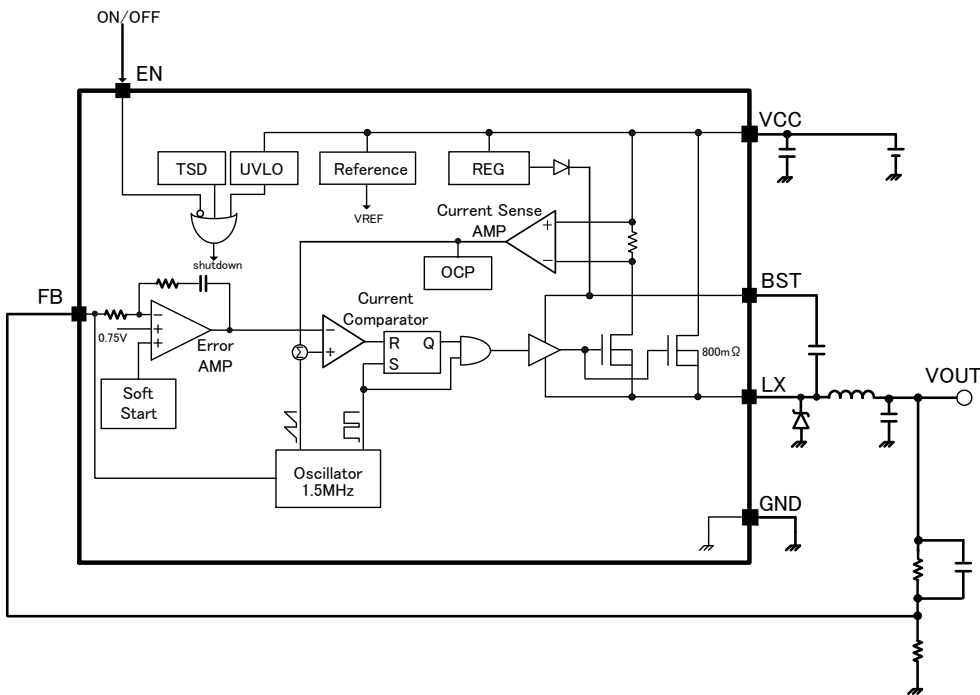 ON/OFF
EN
VCC
TSD
UVLO
Reference
REG
VREF
Current Sense
AMP
+
−
shutdown
OCP
FB
BST
Current
Comparator
−
+
+
0.75V
Error
AMP
−
+
Σ
R
Q
S
800mΩ
Soft
Start
LX
VOUT
Oscillator
1.5MHz
GND